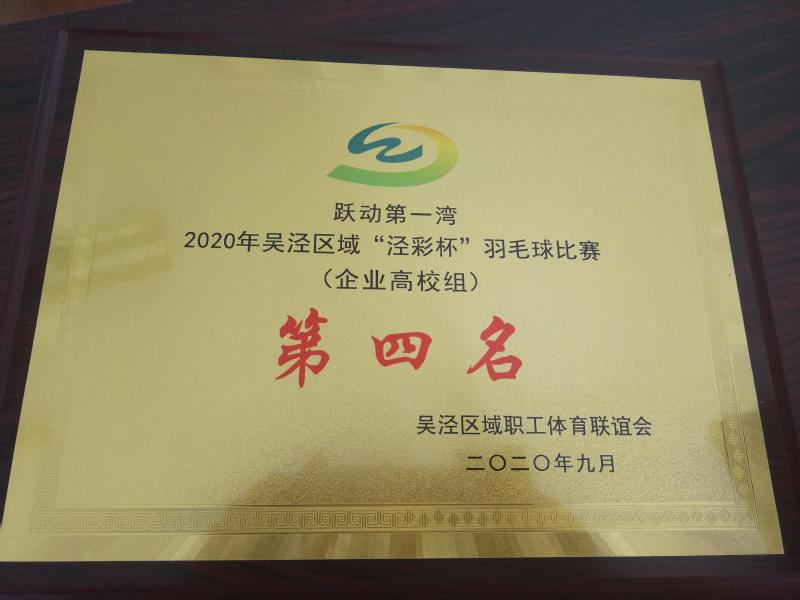 跃动第一湾
2020年吴泾区域“泾彩杯”羽毛球比赛
（企业高校组）
第四名
吴泾区域职工体育联谊会
二〇二〇年九月